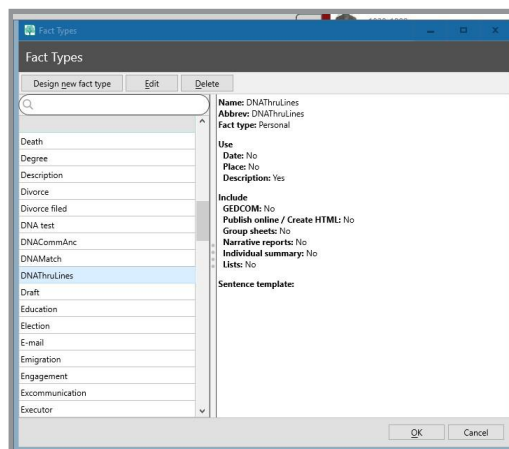 Fact Types
Fact Types
Design new fact type Edit Delete
Death
Degree
Description
Divorce
Divorce filed
DNA test
DNACommAnc
DNAMatch
DNAThruLines
Draft
Education
Election
E-mail
Emigration
Engagement
Excommunication
Executor
Name: DNAThruLines
Abbrev: DNAThruLines
Fact type: Personal
Use
Date: No
Place: No
Description: Yes
Include
GEDCOM: No
Publish online / Create HTML: No
Group sheets: No
Narrative reports: No
Individual summary: No
Lists: No
Sentence template:
OK Cancel